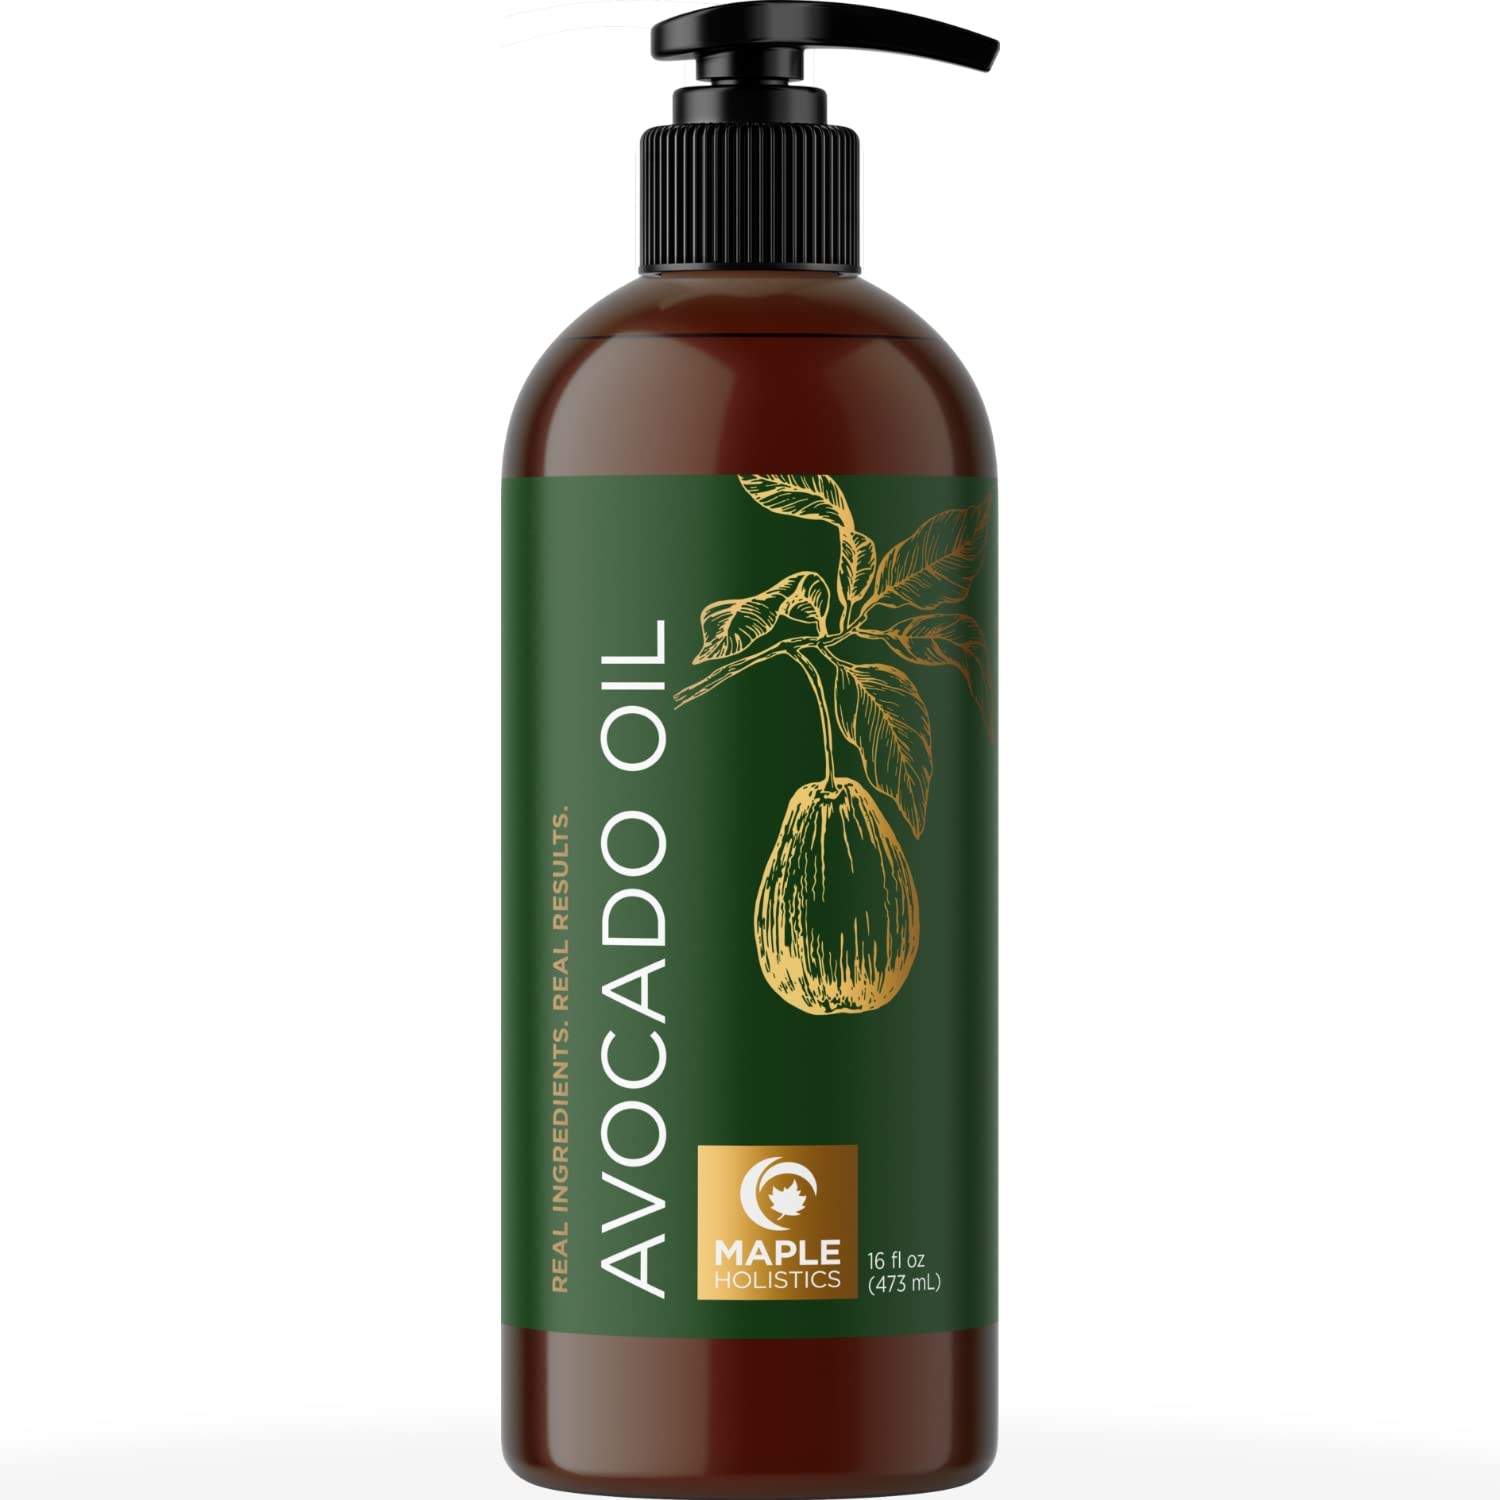 REAL INGREDIENTS. REAL RESULTS.
AVOCADO OIL
MAPLE
HOLISTICS
16 fl oz
(473 mL)